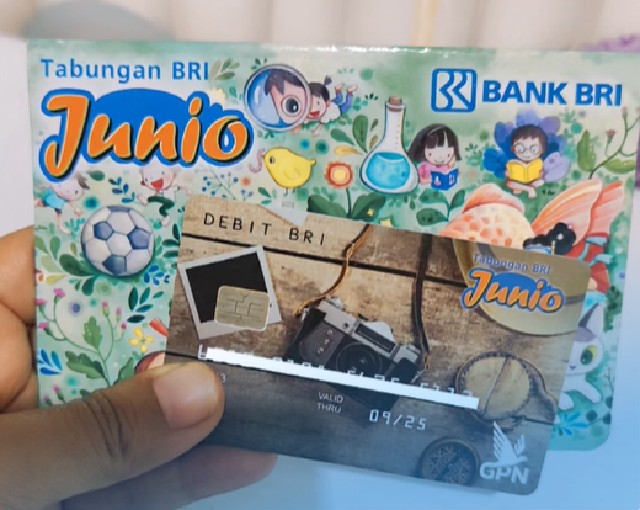 Tabungan BRI
Junio
BANK BRI
DEBIT BRI
Tabungan BRI
Junio
VALID
THRU
09/25
GPN